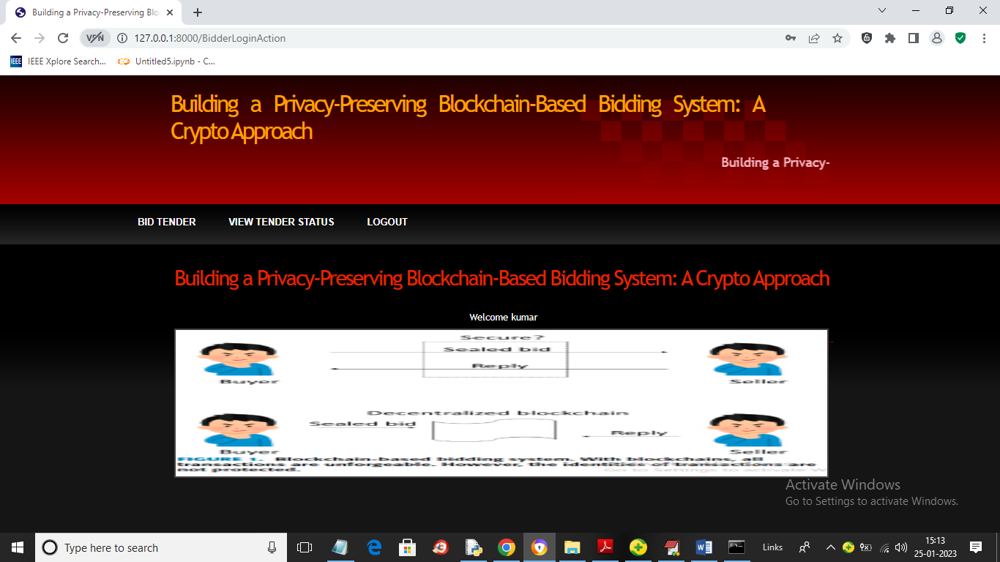 Building a Privacy-Preserving Blo
127.0.0.1:8000/BidderLoginAction
IEEE Xplore Search...
Untitled5.ipynb - C...
Building a Privacy-Preserving Blockchain-Based Bidding System: A
Crypto Approach
Building a Privacy-
BID TENDER
VIEW TENDER STATUS
LOGOUT
Building a Privacy-Preserving Blockchain-Based Bidding System: A Crypto Approach
Welcome kumar
Secure?
Sealed bid
Reply
Buyer
Seller
Decentralized blockchain
Sealed bid
Reply
Buyer
Seller
FIGURE 1. Blockchain-based bidding system. With blockchains, all
transactions are unforgeable. However, the identities of transactions are
not protected.
Activate Windows
Go to Settings to activate Windows.
Type here to search
Links
15:13
25-01-2023